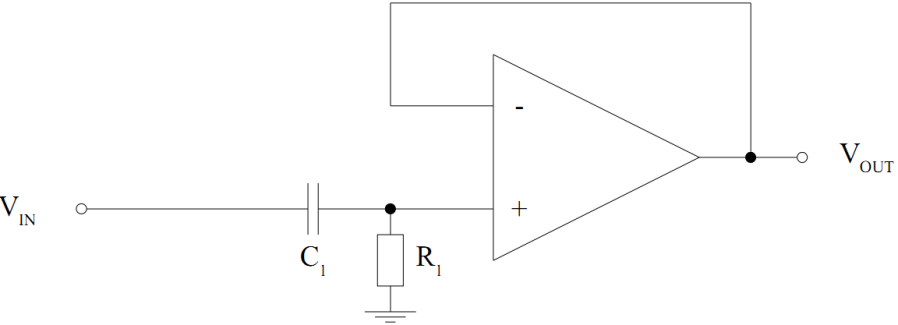 -
V_OUT
V_IN
+
C_1
R_1